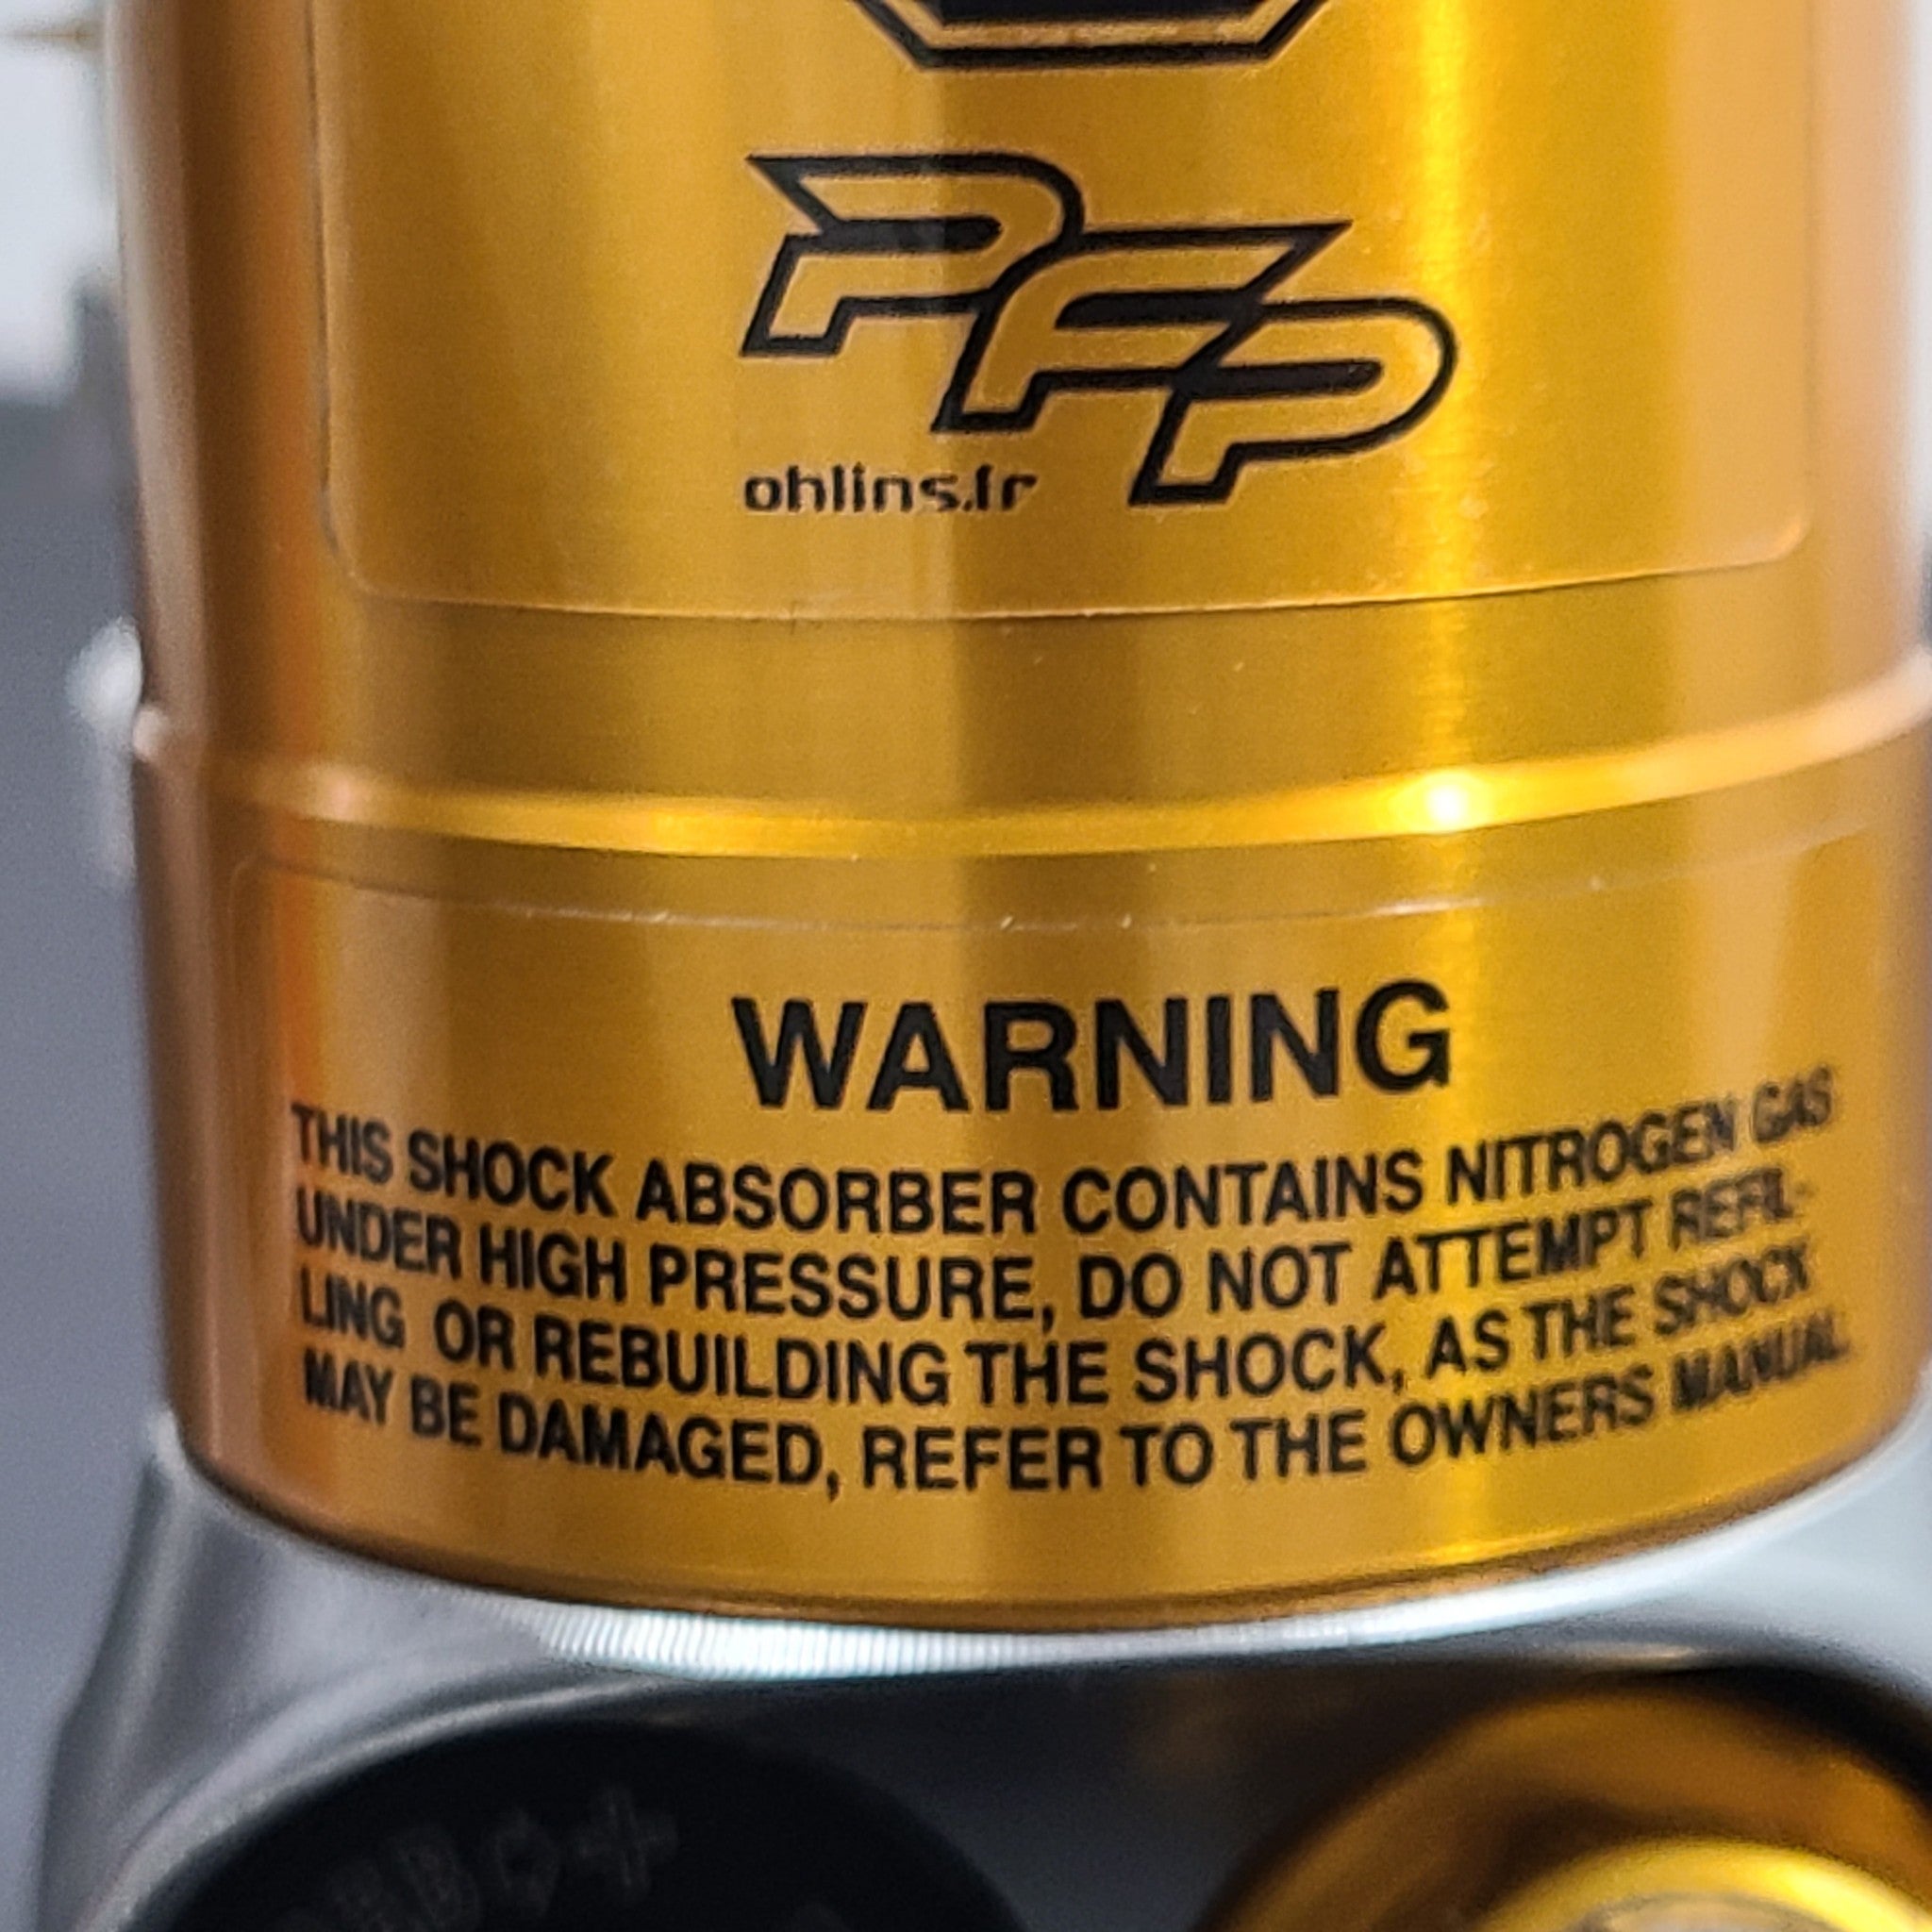 PFP
ohlins.fr
WARNING
THIS SHOCK ABSORBER CONTAINS NITROGEN GAS
UNDER HIGH PRESSURE, DO NOT ATTEMPT REFIL-
LING OR REBUILDING THE SHOCK, AS THE SHOCK
MAY BE DAMAGED, REFER TO THE OWNERS MANUAL